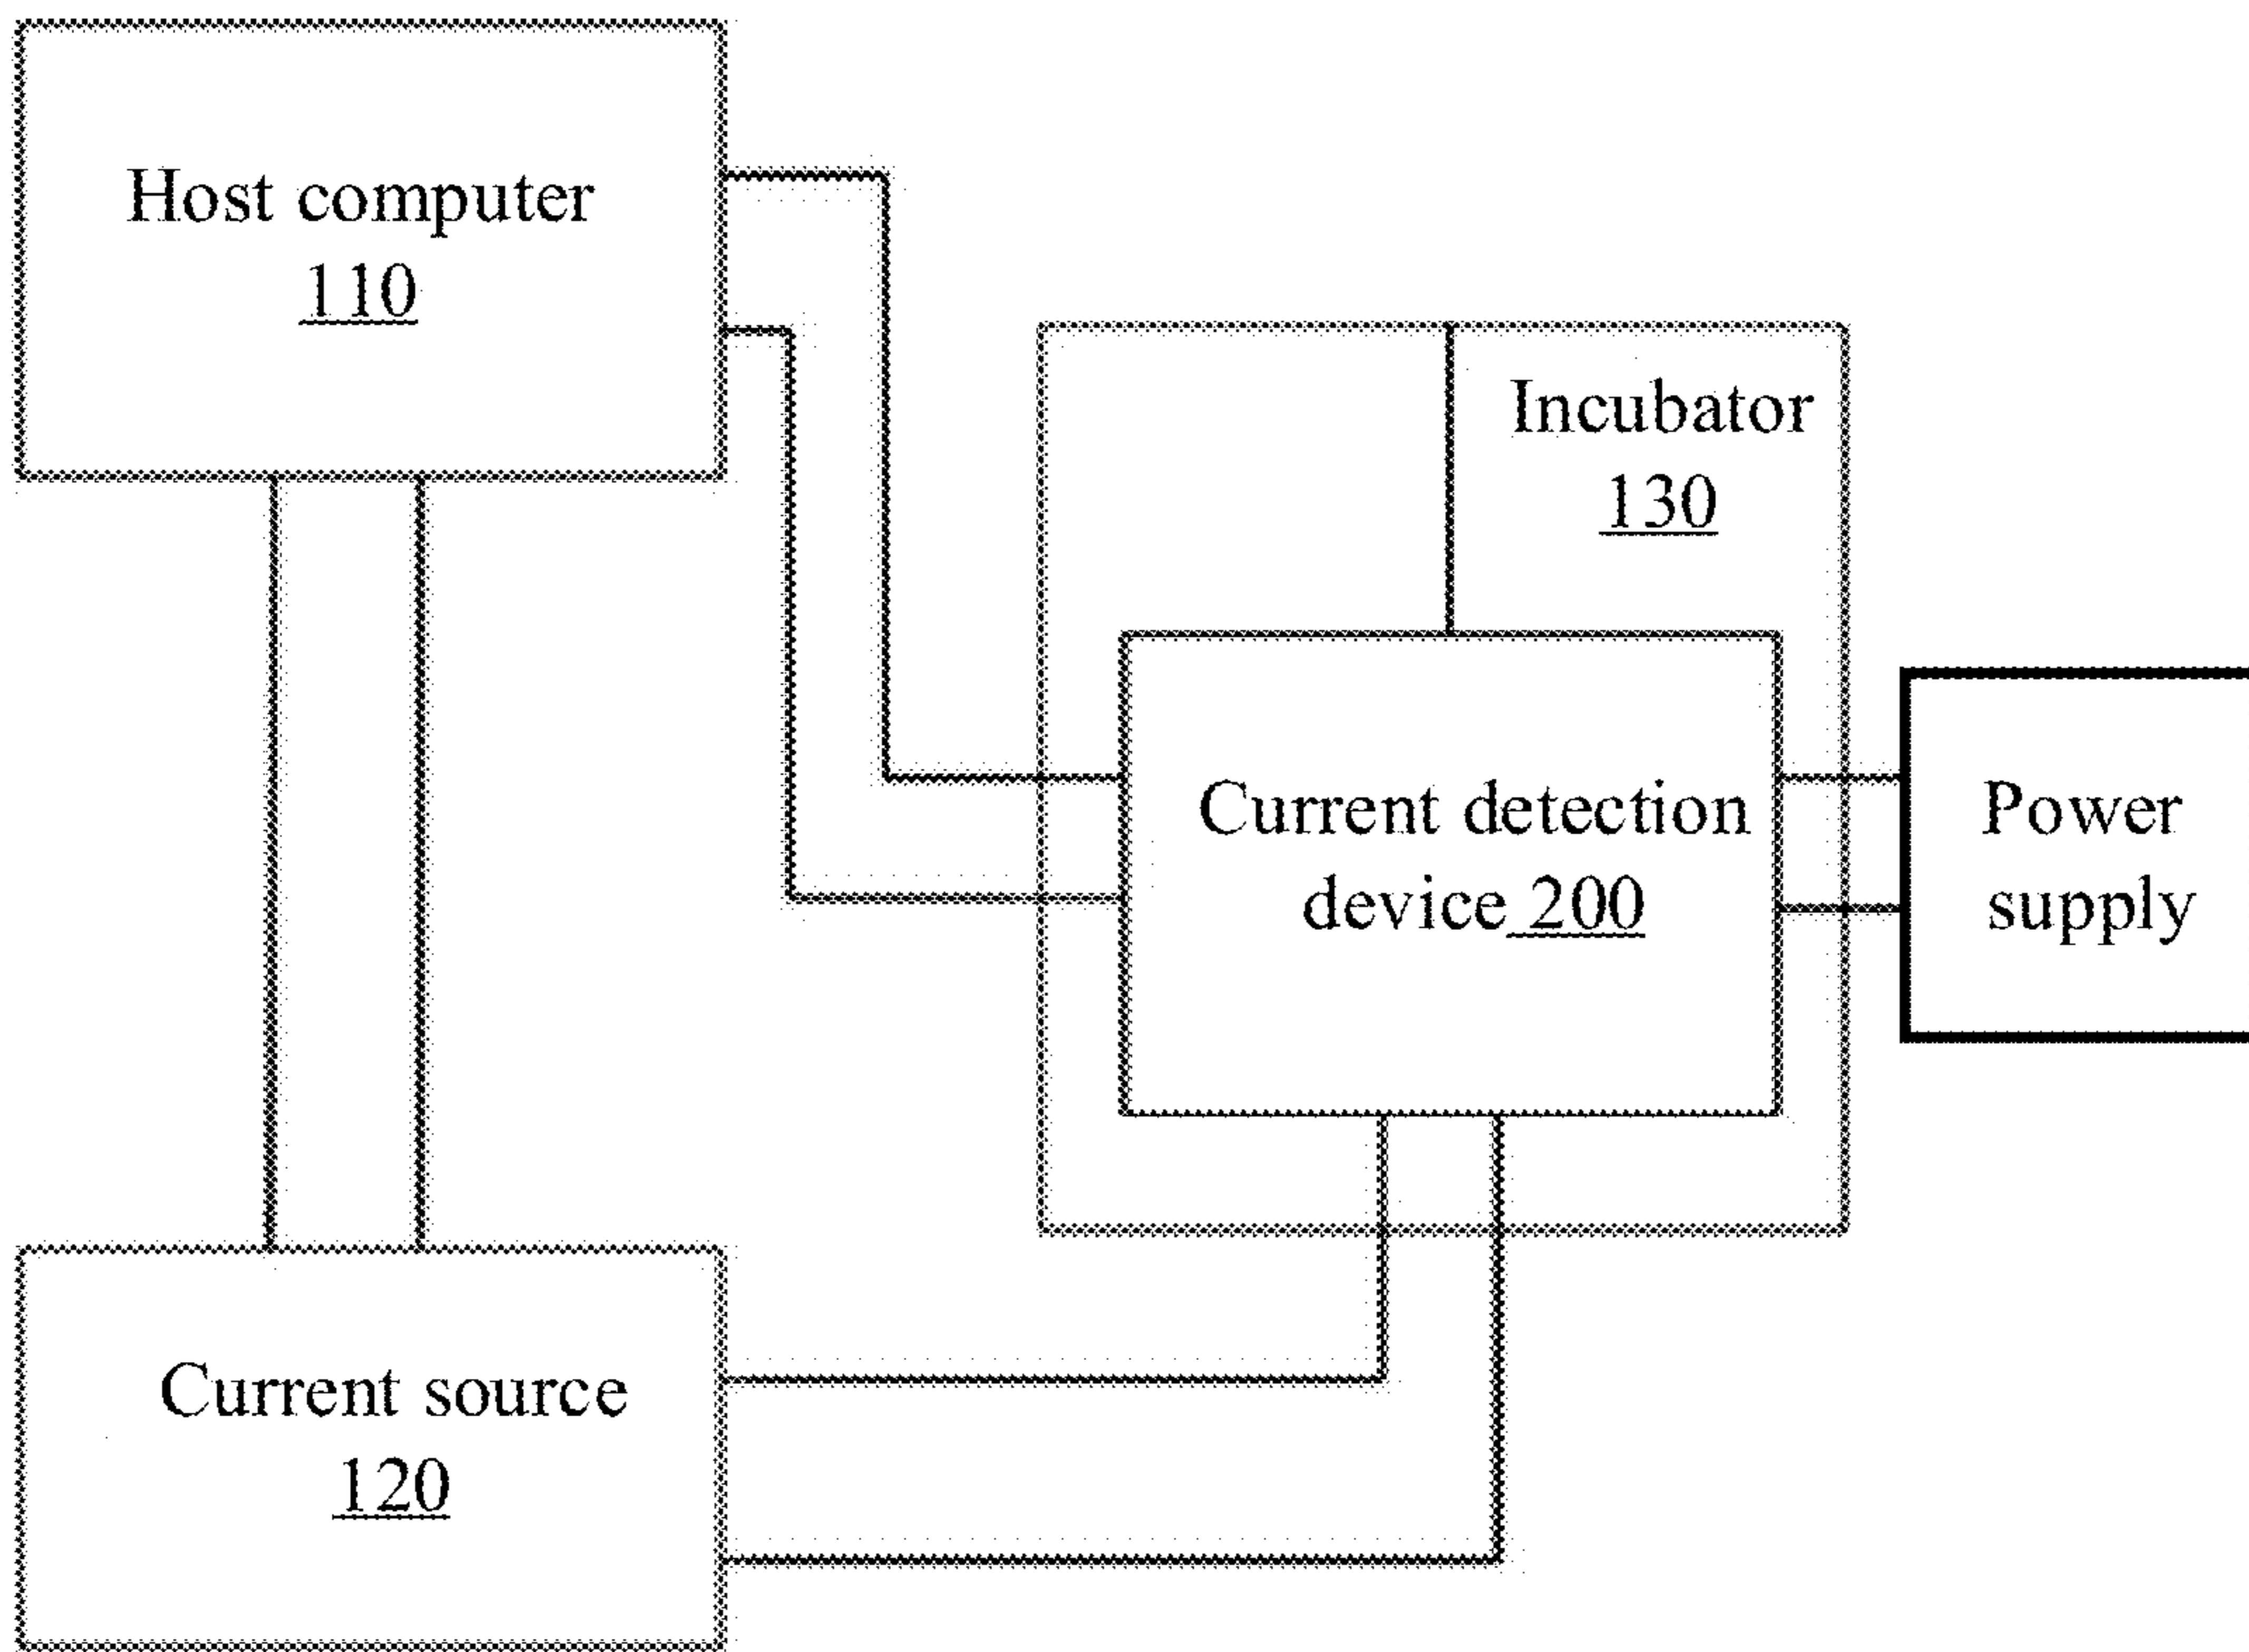 Host computer
110
Incubator
130
Current detection
device 200
Power
supply
Current source
120